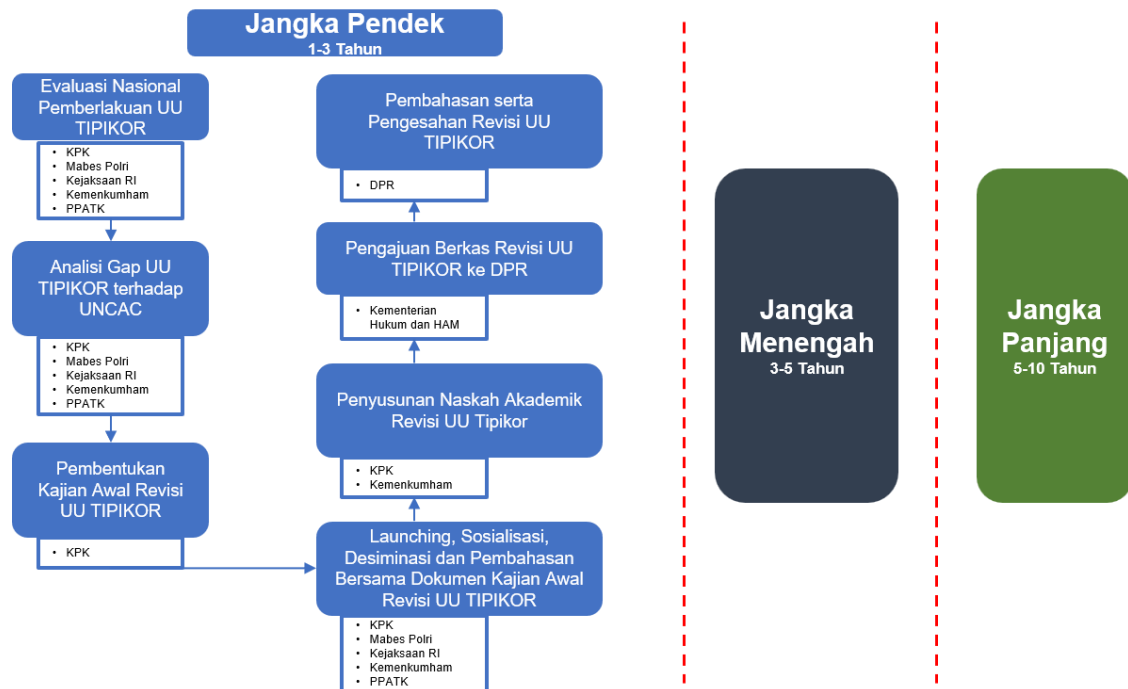 Jangka Pendek
1-3 Tahun
Evaluasi Nasional
Pemberlakuan UU
TIPIKOR
• KPK
• Mabes Polri
• Kejaksaan RI
• Kemenkumham
• PPATK
Analisi Gap UU
TIPIKOR terhadap
UNCAC
• KPK
• Mabes Polri
• Kejaksaan RI
• Kemenkumham
• PPATK
Pembentukan
Kajian Awal Revisi
UU TIPIKOR
• KPK
Launching, Sosialisasi,
Desiminasi dan Pembahasan
Bersama Dokumen Kajian Awal
Revisi UU TIPIKOR
• KPK
• Mabes Polri
• Kejaksaan RI
• Kemenkumham
• PPATK
Penyusunan Naskah Akademik
Revisi UU Tipikor
• KPK
• Kemenkumham
Pengajuan Berkas Revisi UU
TIPIKOR ke DPR
• Kementerian
Hukum dan HAM
Pembahasan serta
Pengesahan Revisi UU
TIPIKOR
• DPR
Jangka
Menengah
3-5 Tahun
Jangka
Panjang
5-10 Tahun